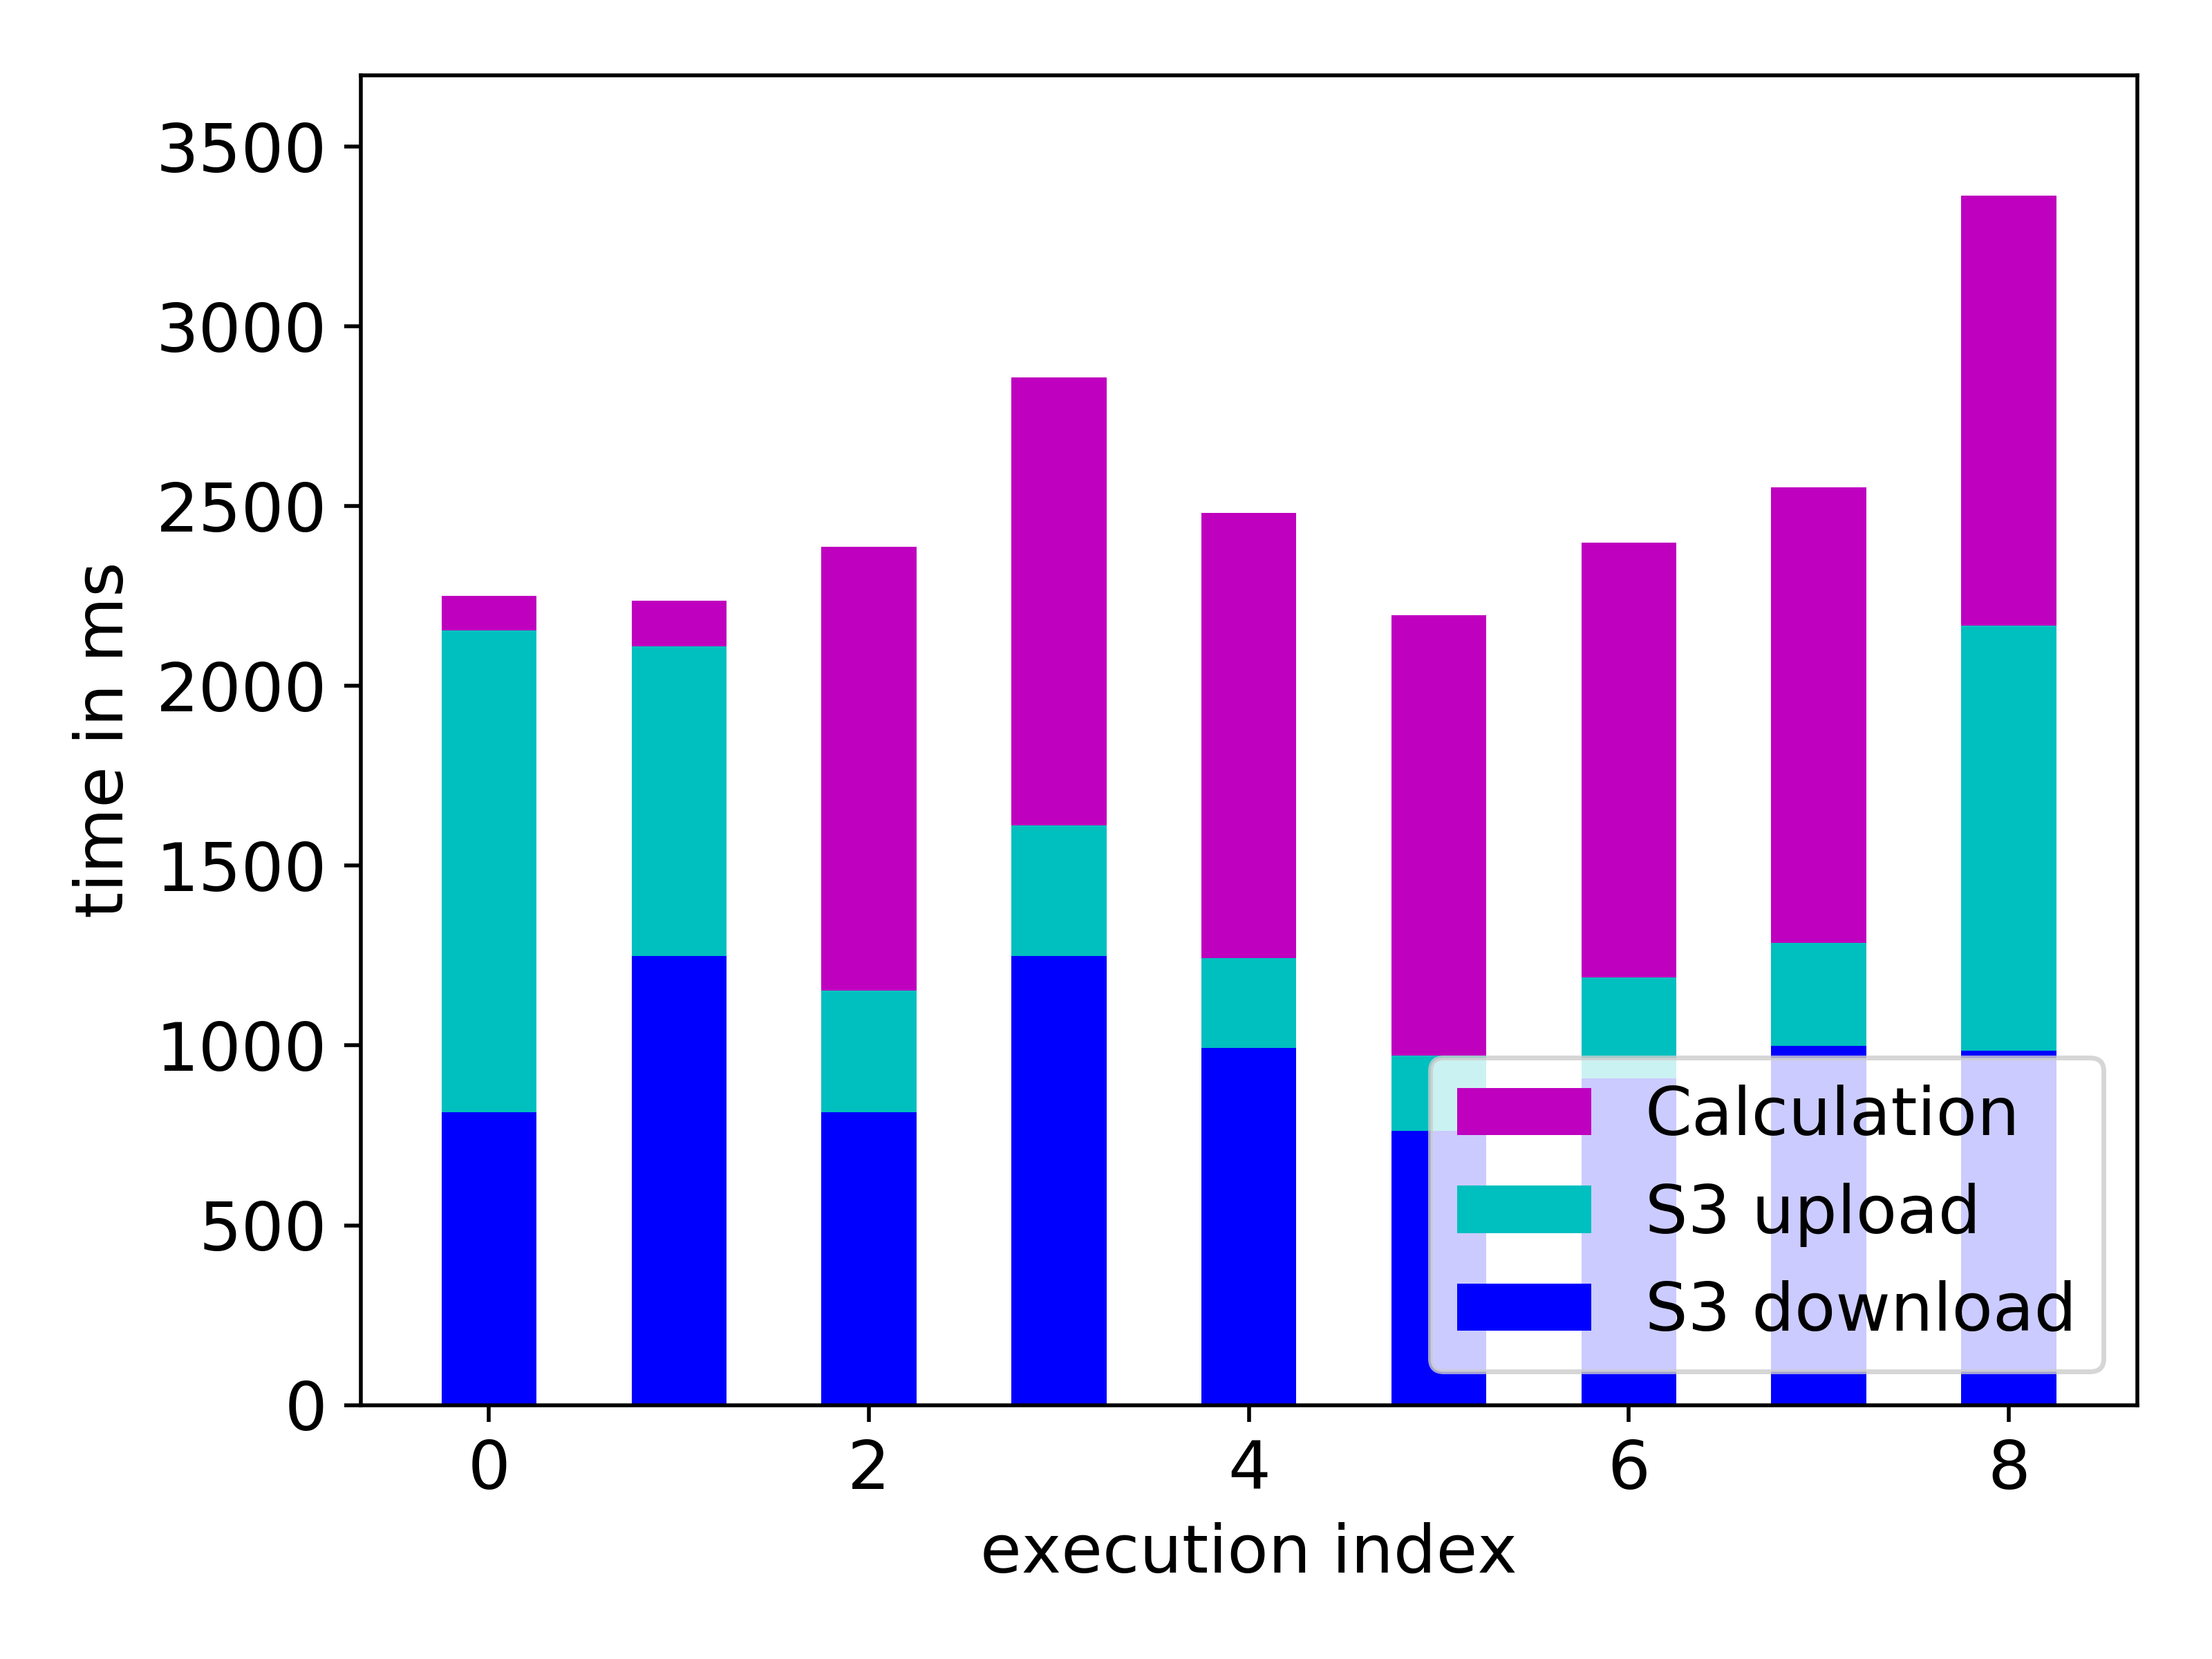 3500
3000
2500
2000
1500
1000
500
0
time in ms
Calculation
S3 upload
S3 download
0 2 4 6 8
execution index